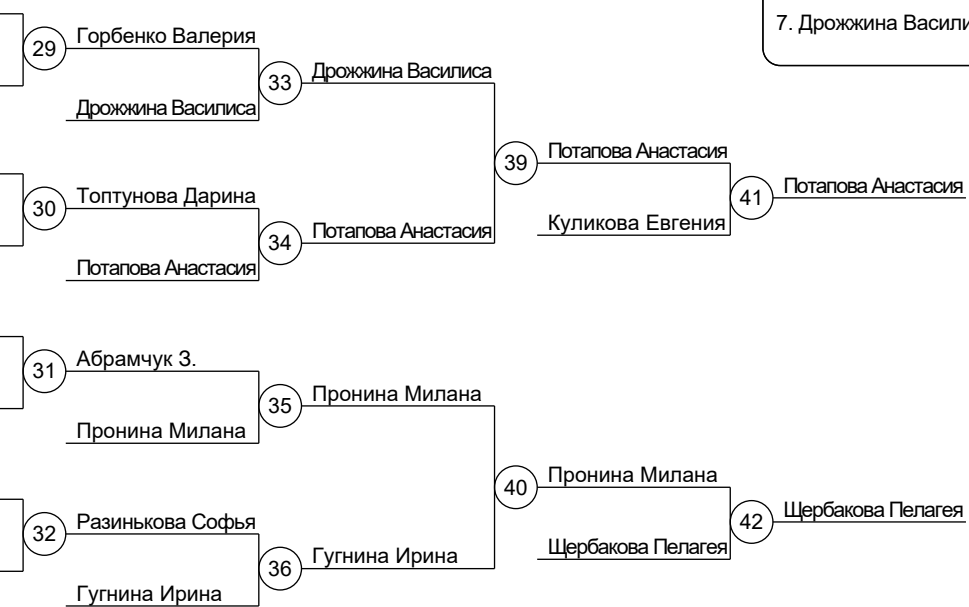 7. Дрожжина Васили
29 Горбенко Валерия
33 Дрожжина Василиса
Дрожжина Василиса
39 Потапова Анастасия
30 Топтунова Дарина
41 Потапова Анастасия
Куликова Евгения
34 Потапова Анастасия
Потапова Анастасия
31 Абрамчук З.
35 Пронина Милана
Пронина Милана
40 Пронина Милана
32 Разинькова Софья
42 Щербакова Пелагея
Щербакова Пелагея
36 Гугнина Ирина
Гугнина Ирина